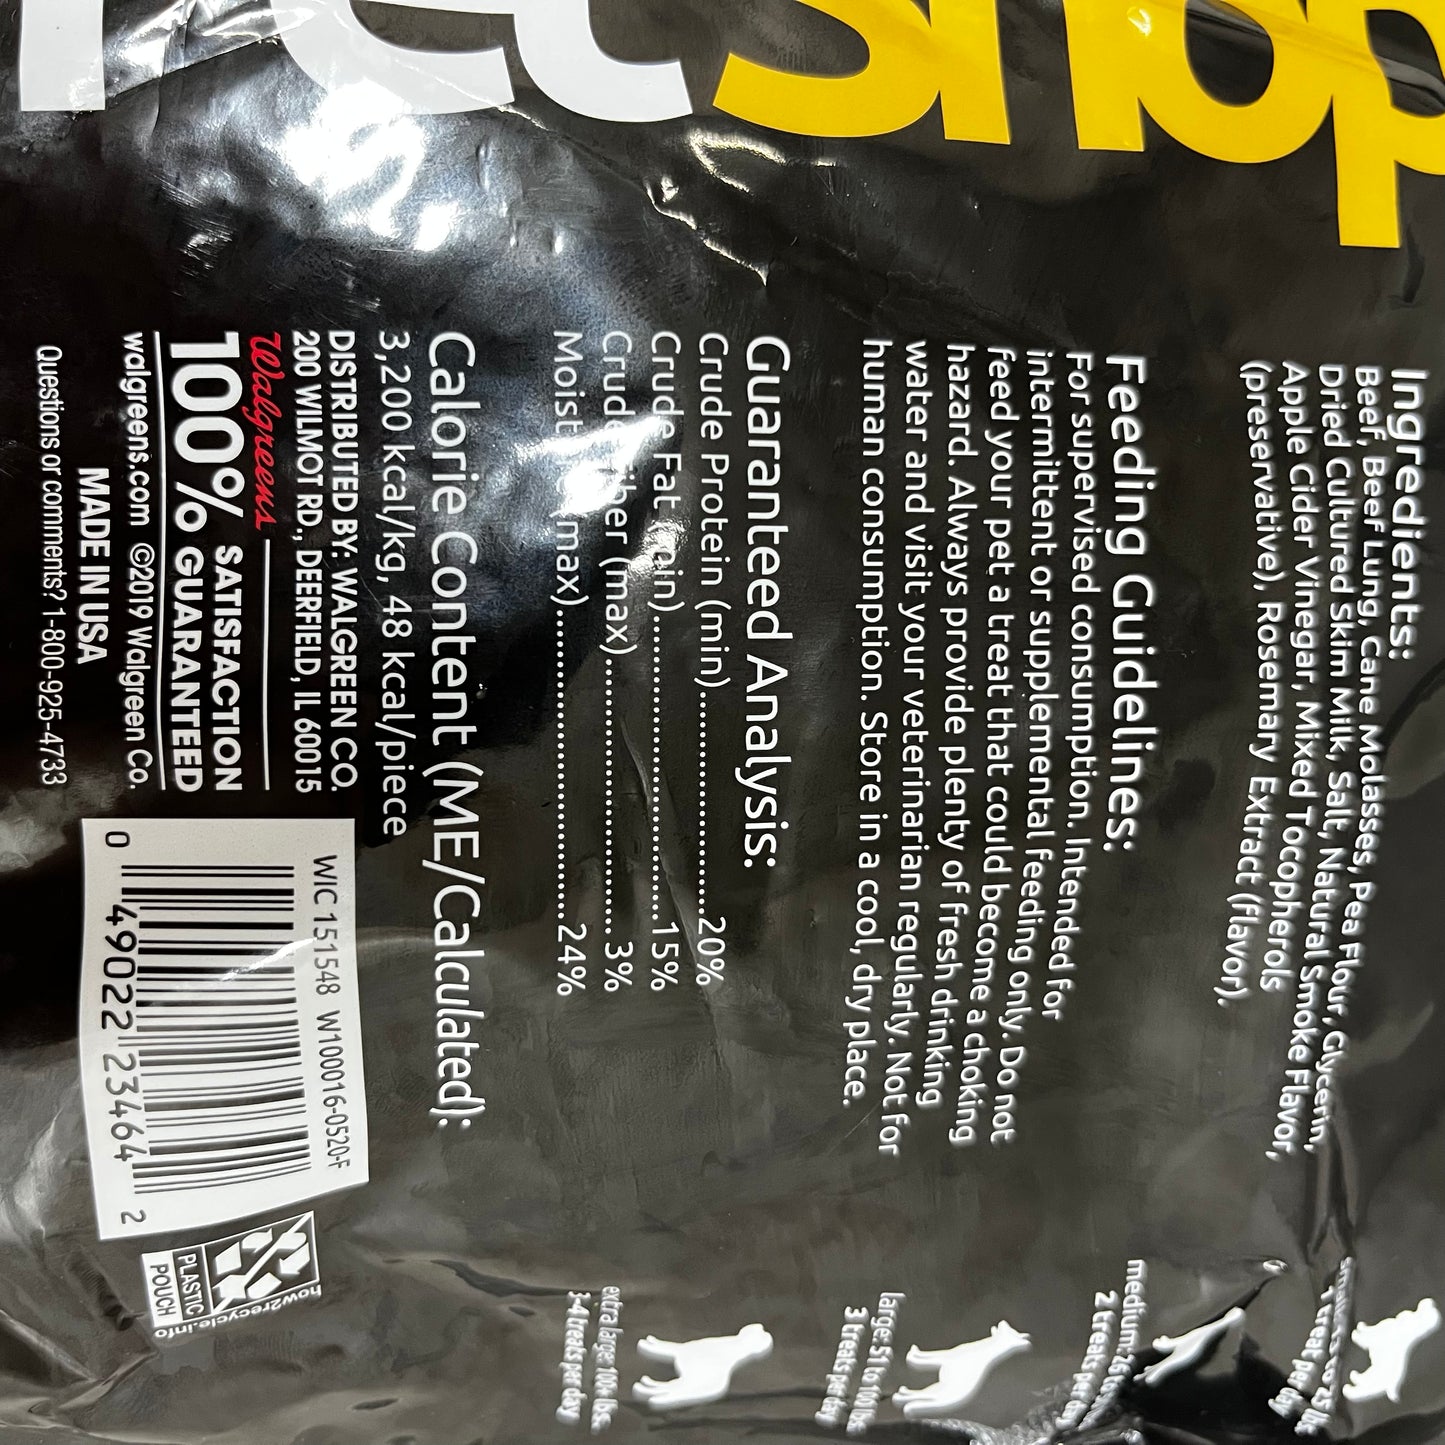 Petshop
Ingredients:
Beef, Beef Lung, Cane Molasses, Pea Flour, Glycerin,
Dried Cultured Skim Milk, Salt, Natural Smoke Flavor,
Apple Cider Vinegar, Mixed Tocopherols
(preservative), Rosemary Extract (flavor).
1 treat per day
medium:
2 treats per day
large: 51 to 100 lbs
3 treats per day
extra large: 100+ lbs.
3-4 treats per day
Feeding Guidelines:
For supervised consumption. Intended for
intermittent or supplemental feeding only. Do not
feed your pet a treat that could become a choking
hazard. Always provide plenty of fresh drinking
water and visit your veterinarian regularly. Not for
human consumption. Store in a cool, dry place.
Guaranteed Analysis:
Crude Protein (min)....................20%
Crude Fat (min)....................15%
Crude Fiber (max)....................3%
Moisture (max)....................24%
Calorie Content (ME/Calculated):
3,200 kcal/kg, 48 kcal/piece
DISTRIBUTED BY: WALGREEN CO.
200 WILMOT RD., DEERFIELD, IL 60015
Walgreens
100% SATISFACTION
GUARANTEED
walgreens.com ©2019 Walgreen Co.
MADE IN USA
Questions or comments? 1-800-925-4733
WIC 151548 W100016-0520-F
0 49022 23464 2
how2recycle.info
PLASTIC
POUCH